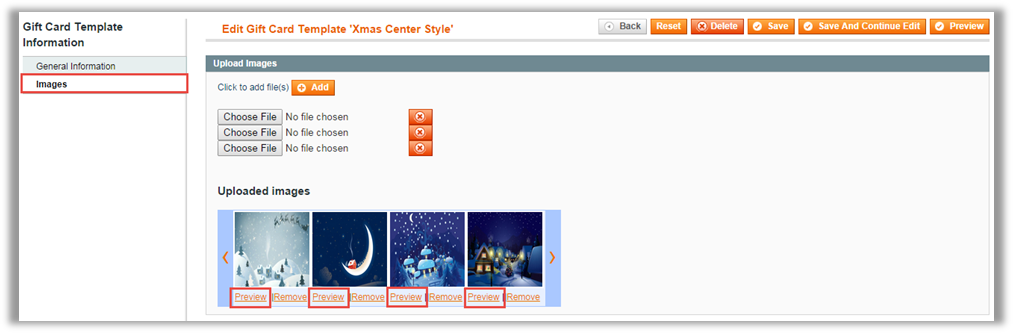 Gift Card Template
Information
General Information
Images
Edit Gift Card Template 'Xmas Center Style'
Back Reset Delete Save Save And Continue Edit Preview
Upload Images
Click to add file(s) Add
Choose File No file chosen
Choose File No file chosen
Choose File No file chosen
Uploaded images
Preview |Remove Preview |Remove Preview |Remove Preview |Remove